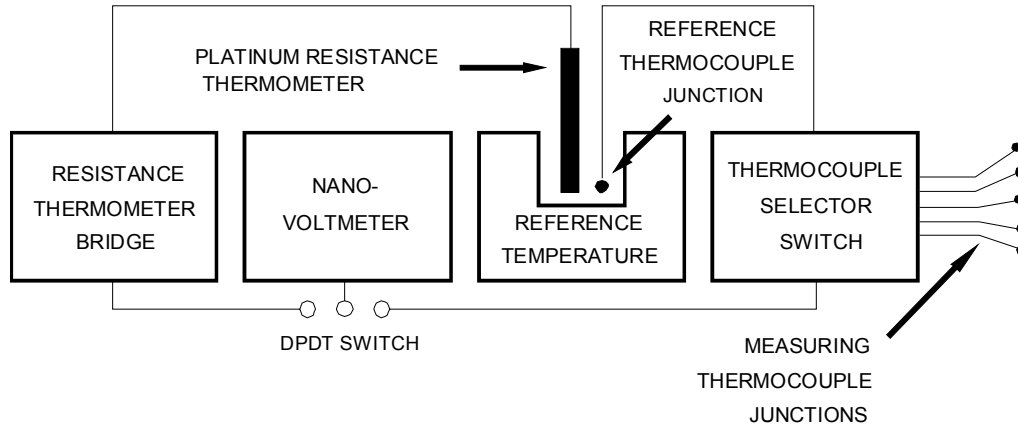 PLATINUM RESISTANCE
THERMOMETER
REFERENCE
THERMOCOUPLE
JUNCTION
RESISTANCE
THERMOMETER
BRIDGE
NANO-
VOLTMETER
REFERENCE
TEMPERATURE
THERMOCOUPLE
SELECTOR
SWITCH
DPDT SWITCH
MEASURING
THERMOCOUPLE
JUNCTIONS